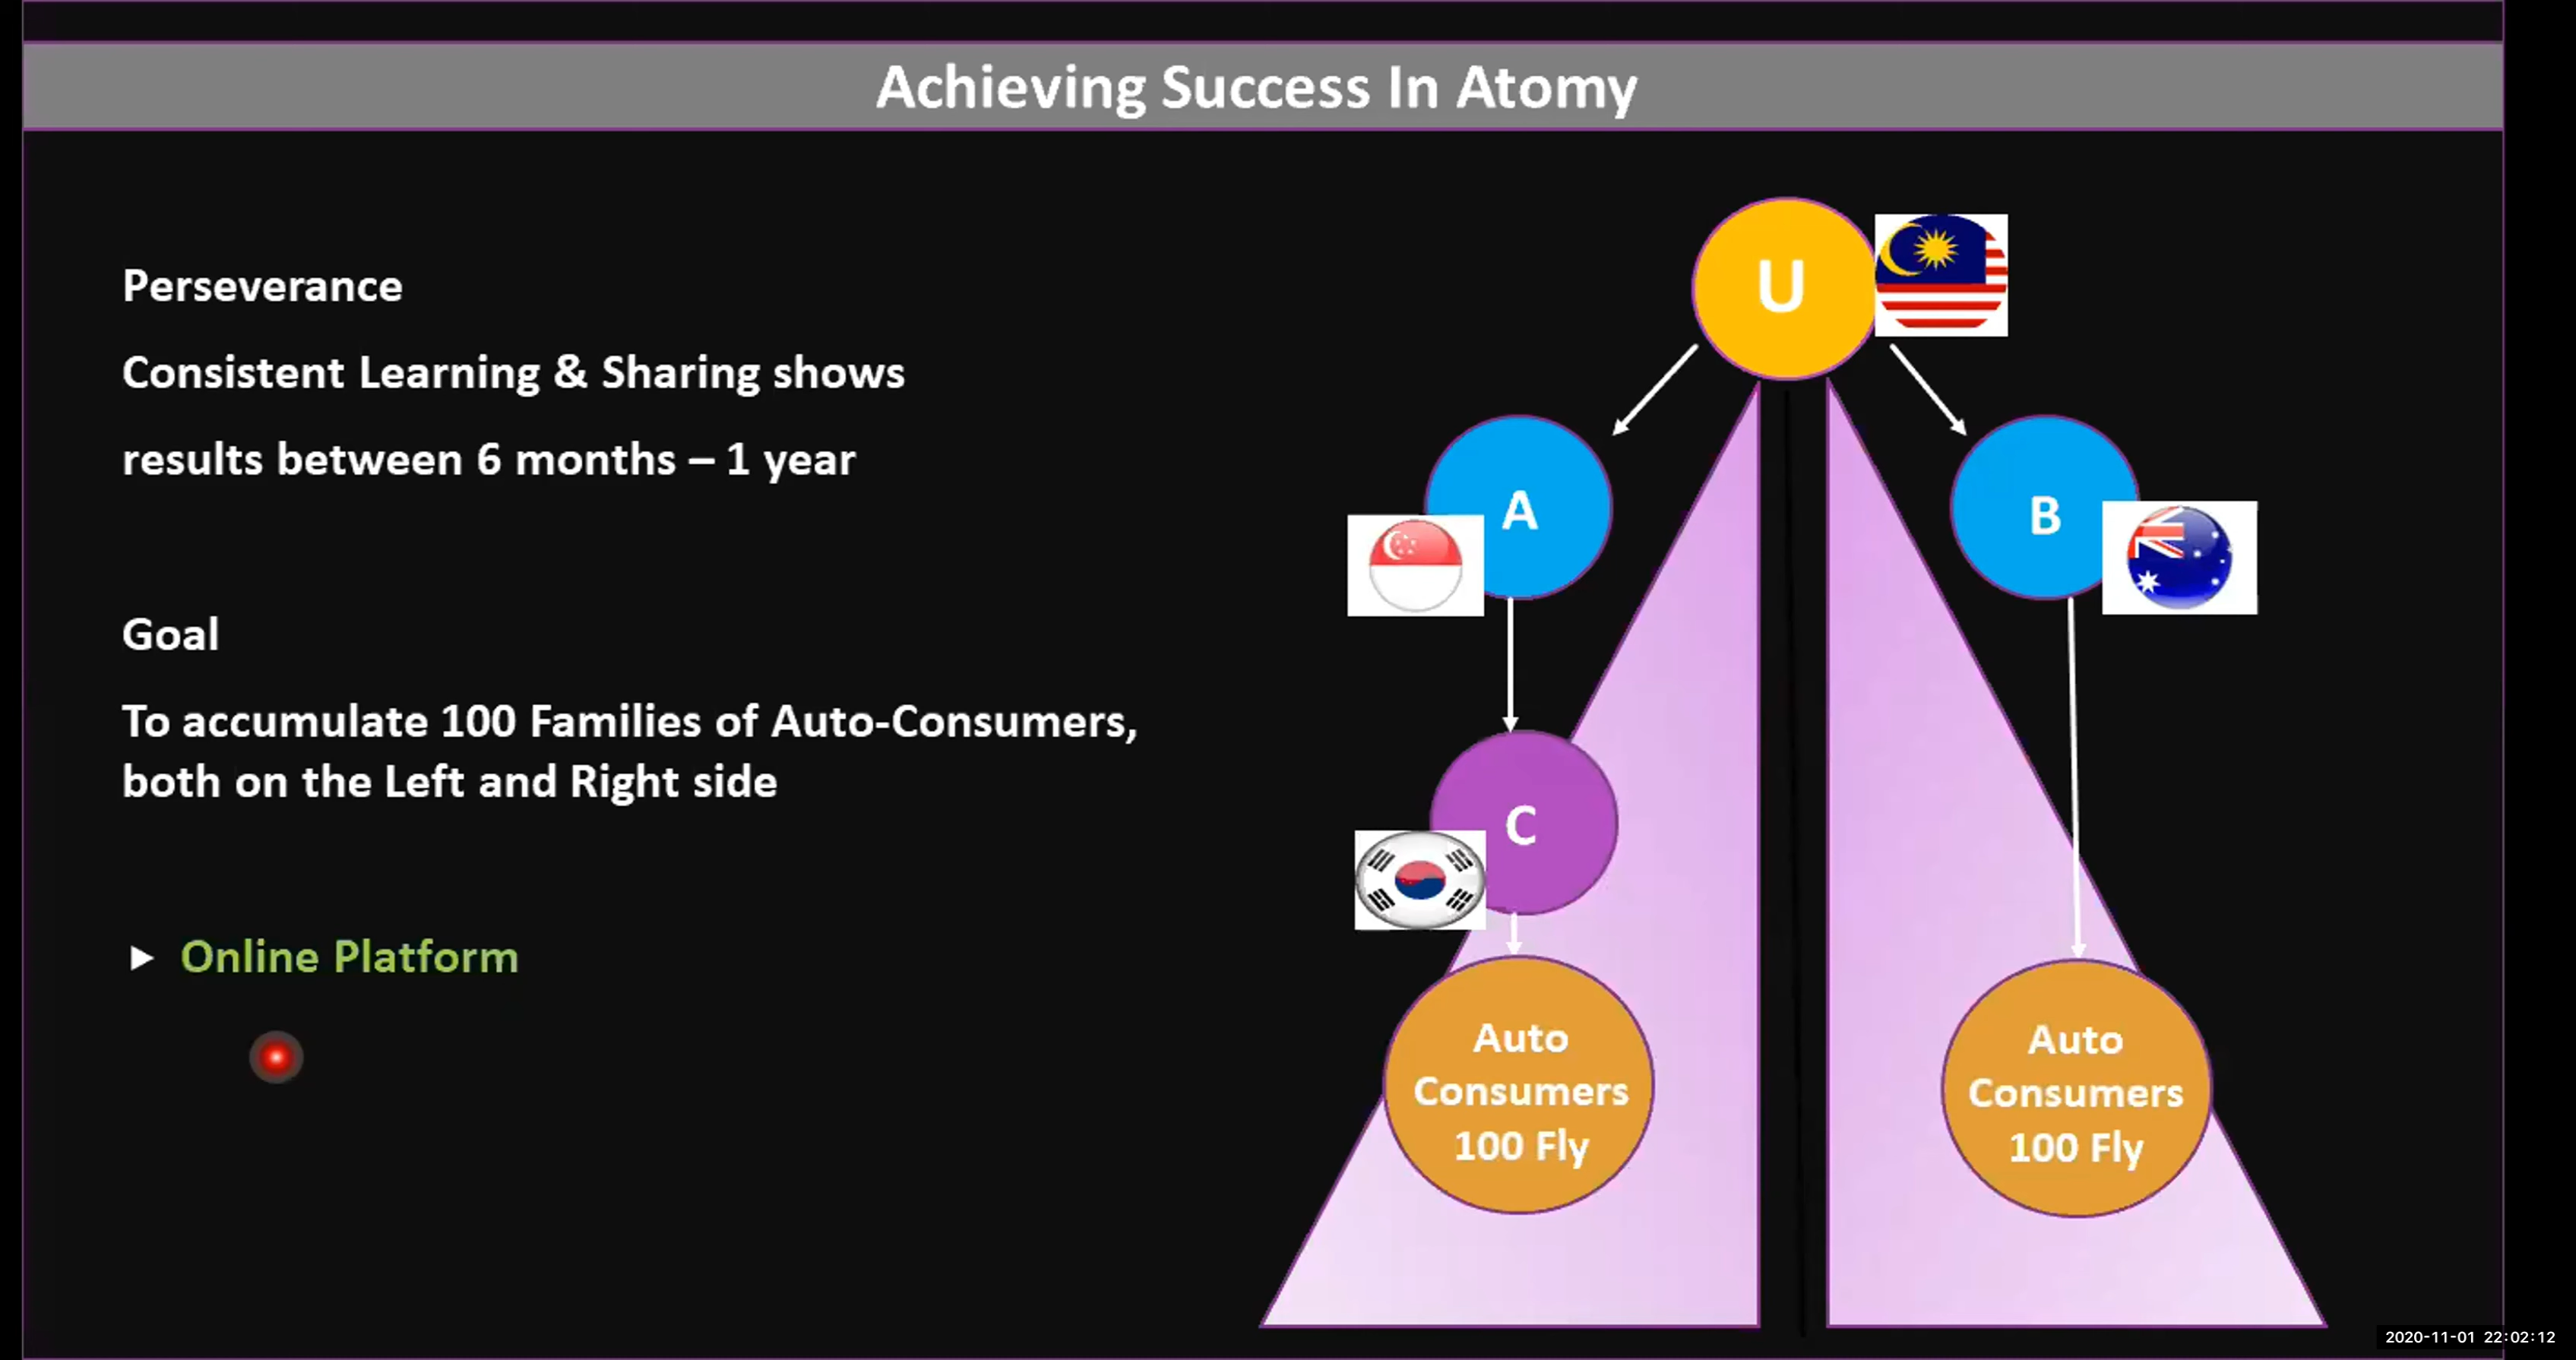 Achieving Success In Atomy
Perseverance
Consistent Learning & Sharing shows
results between 6 months – 1 year
Goal
To accumulate 100 Families of Auto-Consumers,
both on the Left and Right side
► Online Platform
U
A
B
C
Auto
Consumers
100 Fly
Auto
Consumers
100 Fly
2020-11-01 22:02:12